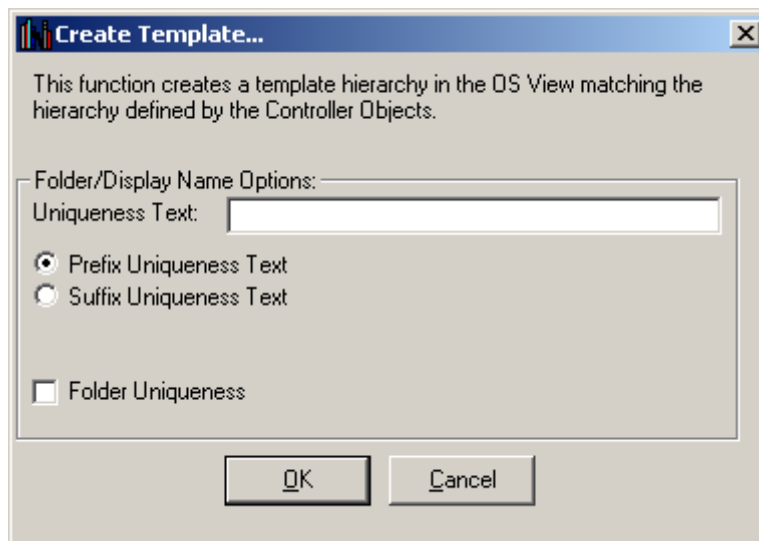 Create Template...
This function creates a template hierarchy in the OS View matching the
hierarchy defined by the Controller Objects.
Folder/Display Name Options:
Uniqueness Text:
Prefix Uniqueness Text
Suffix Uniqueness Text
Folder Uniqueness
OK Cancel